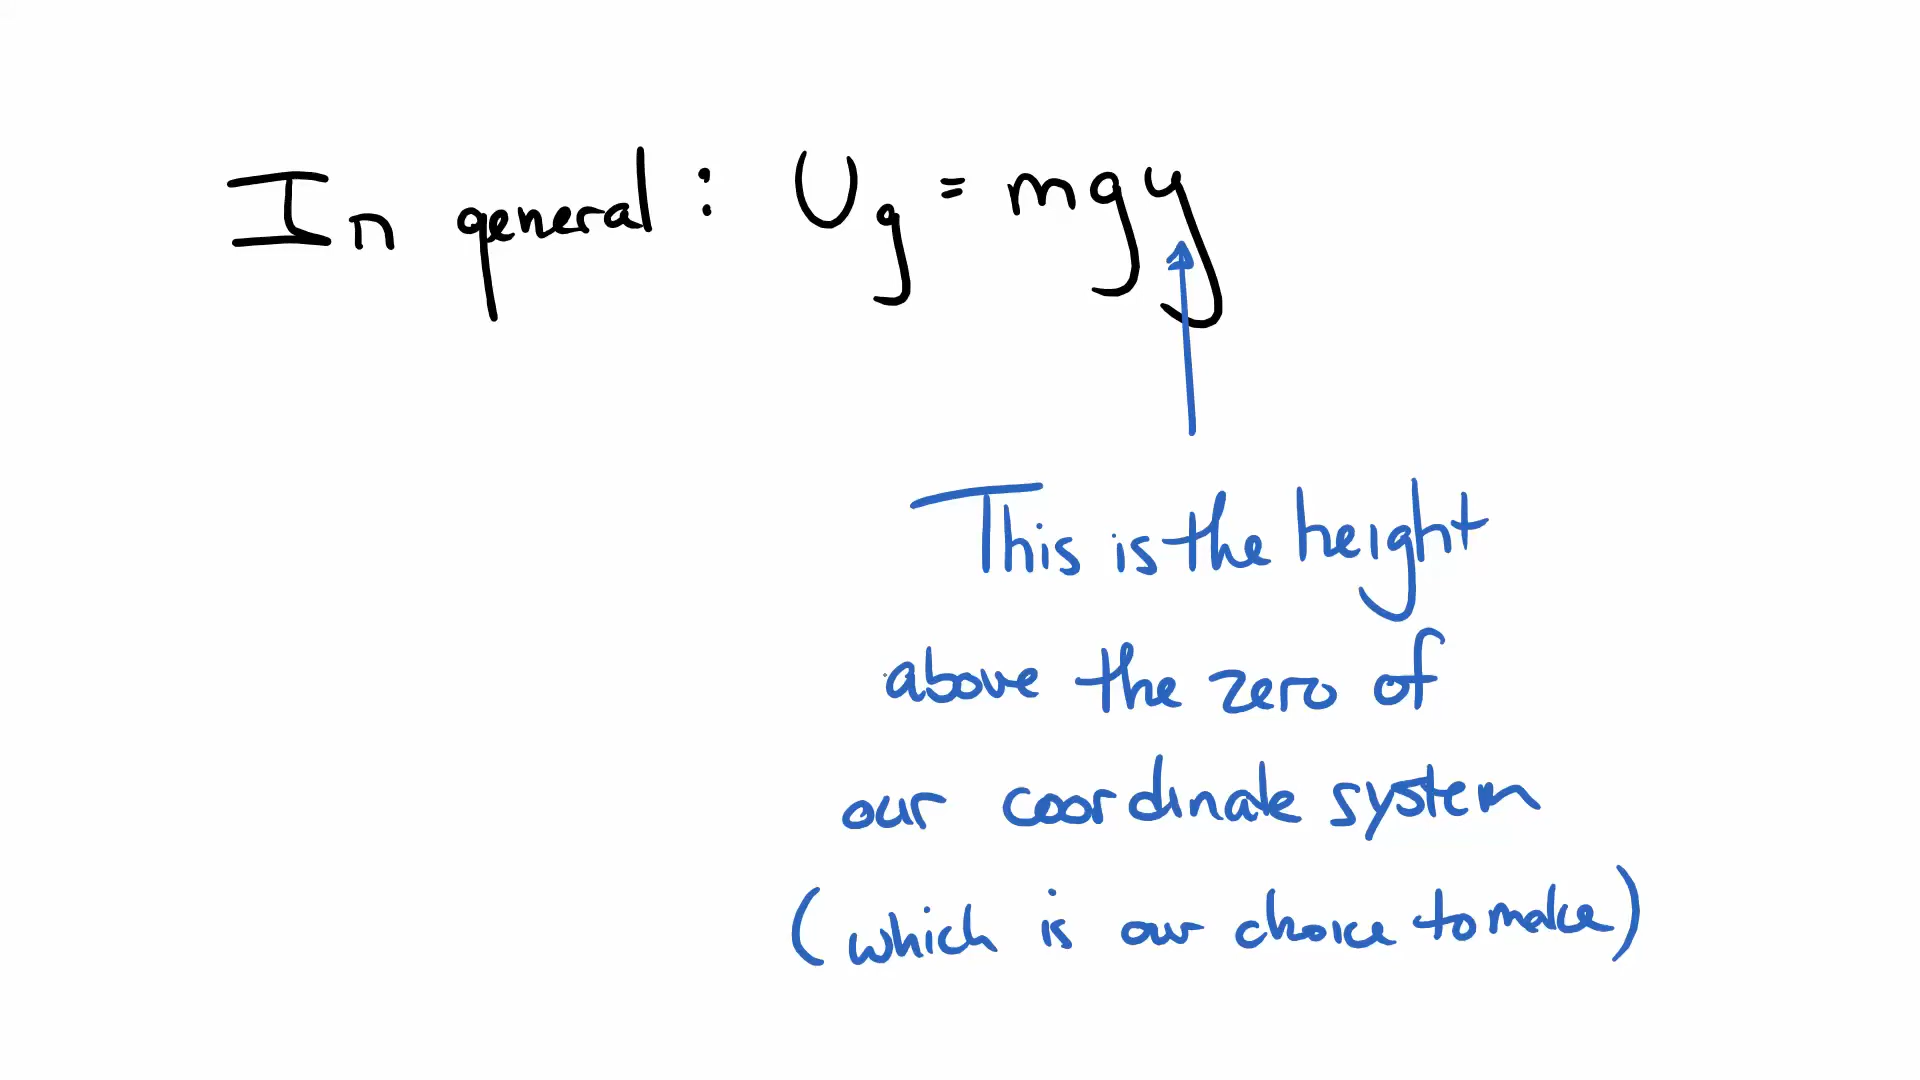 In general: Ug = mgy
This is the height
above the zero of
our coordinate system
(which is our choice to make)